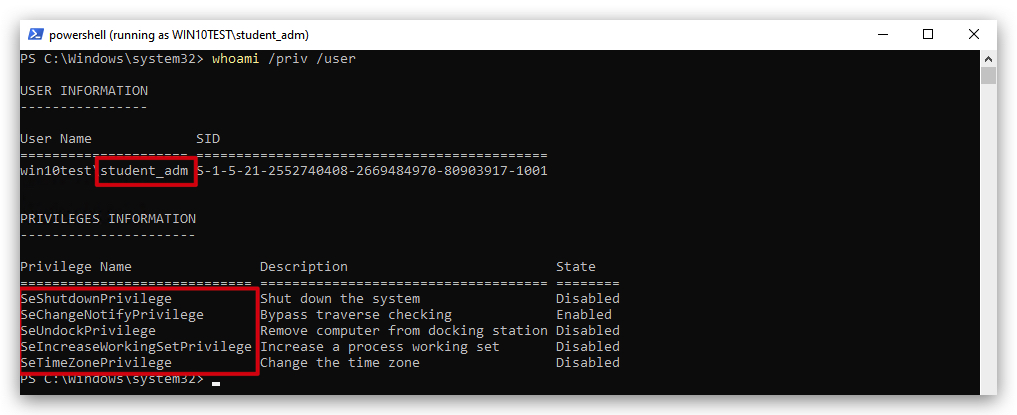 powershell (running as WIN10TEST\student_adm)
PS C:\Windows\system32> whoami /priv /user
USER INFORMATION
----------------
User Name             SID
===================== ============================================
win10test\student_adm S-1-5-21-2552740408-2669484970-80903917-1001
PRIVILEGES INFORMATION
----------------------
Privilege Name                Description                          State
============================= ==================================== ========
SeShutdownPrivilege           Shut down the system                 Disabled
SeChangeNotifyPrivilege       Bypass traverse checking             Enabled
SeUndockPrivilege             Remove computer from docking station Disabled
SeIncreaseWorkingSetPrivilege Increase a process working set       Disabled
SeTimeZonePrivilege           Change the time zone                 Disabled
PS C:\Windows\system32>